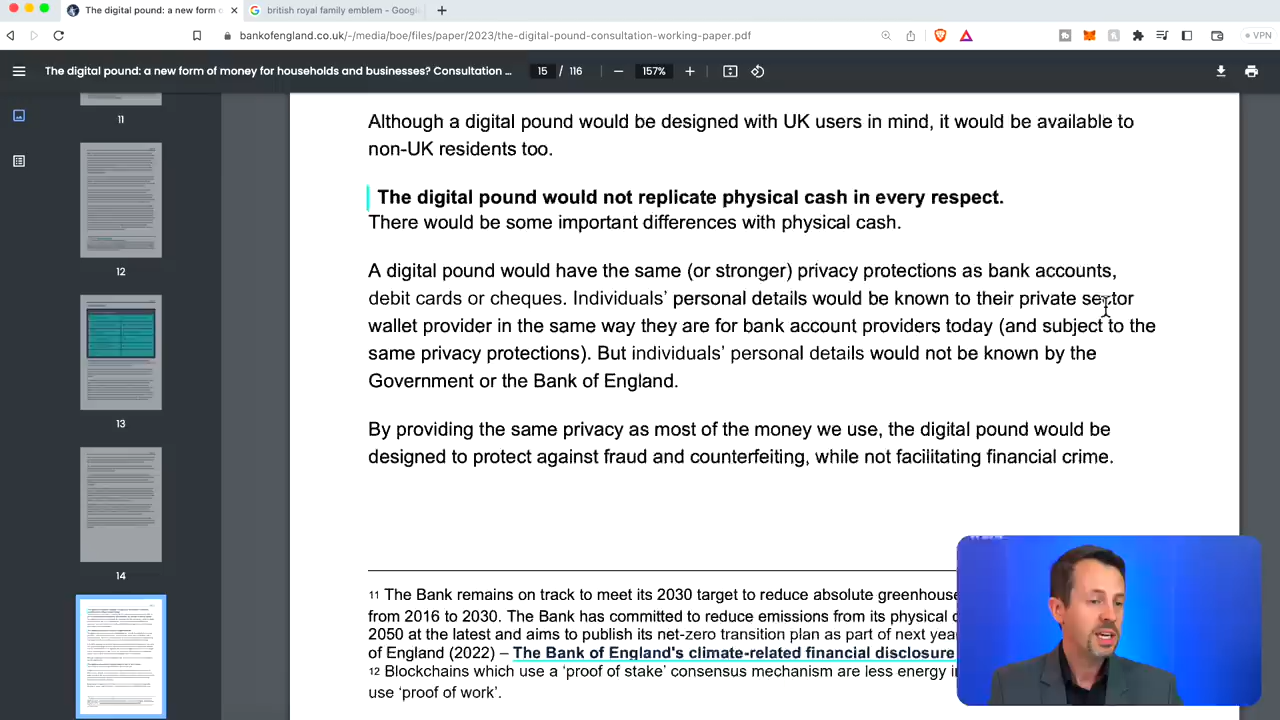 The digital pound: a new form o
british royal family emblem - Googl
bankofengland.co.uk/-/media/boe/files/paper/2023/the-digital-pound-consultation-working-paper.pdf
VPN
The digital pound: a new form of money for households and businesses? Consultation ...
15 / 116
157%
11
12
13
14
Although a digital pound would be designed with UK users in mind, it would be available to
non-UK residents too.
The digital pound would not replicate physical cash in every respect.
There would be some important differences with physical cash.
A digital pound would have the same (or stronger) privacy protections as bank accounts,
debit cards or cheques. Individuals' personal details would be known to their private sector
wallet provider in the same way they are for bank account providers today (and subject to the
same privacy protections). But individuals' personal details would not be known by the
Government or the Bank of England.
By providing the same privacy as most of the money we use, the digital pound would be
designed to protect against fraud and counterfeiting, while not facilitating financial crime.
11 The Bank remains on track to meet its 2030 target to reduce absolute greenhouse
from 2016 to 2030. The Bank has committed to reduce emissions from its physical
2050 at the latest and aims to publish its net-zero transition plan as part of next yea
of England (2022) – The Bank of England's climate-related financial disclosure
12 Blockchains which use a 'proof of stake' consensus mechanism are less energy
use 'proof of work'.